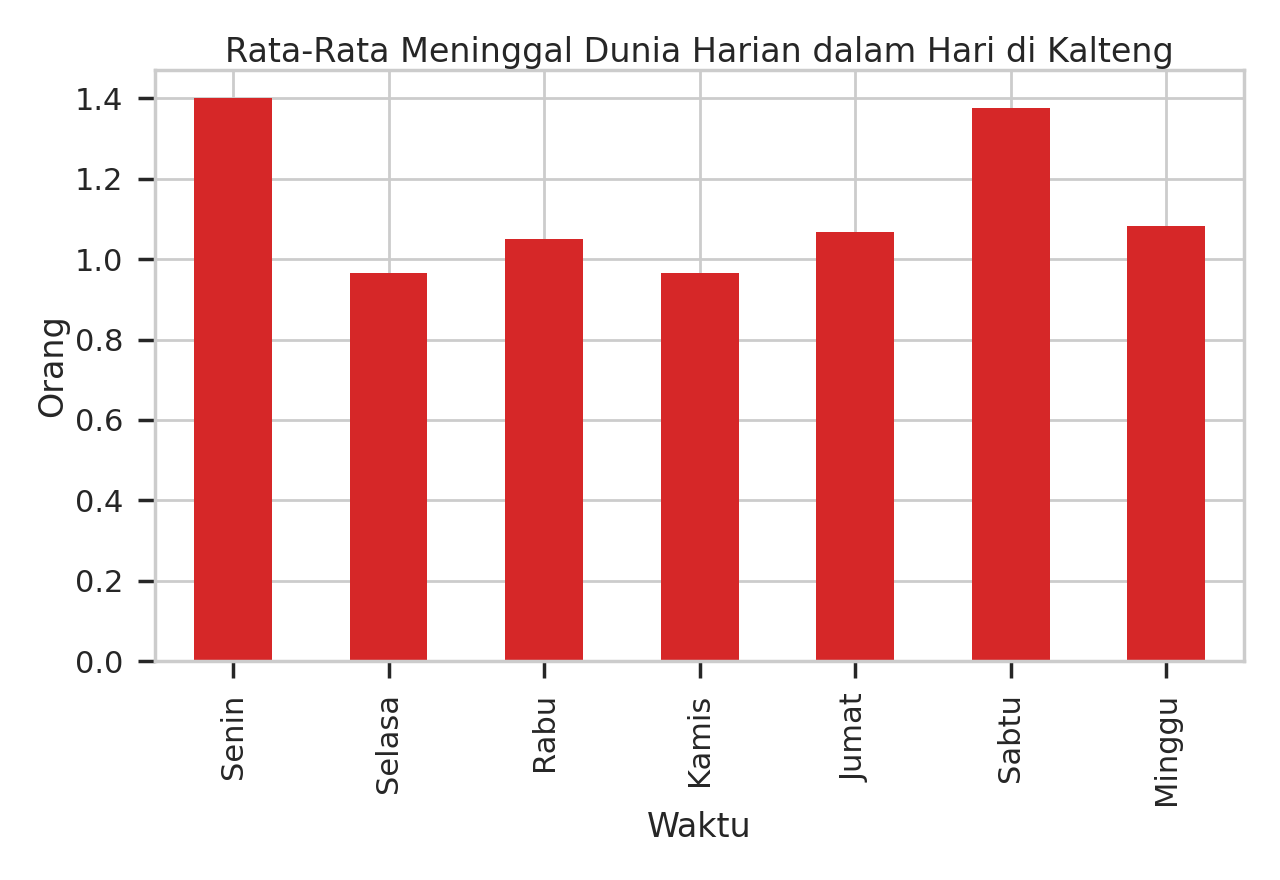 Rata-Rata Meninggal Dunia Harian dalam Hari di Kalteng
1.4
1.2
1.0
0.8
0.6
0.4
0.2
0.0
Orang
Senin
Selasa
Rabu
Kamis
Jumat
Sabtu
Minggu
Waktu